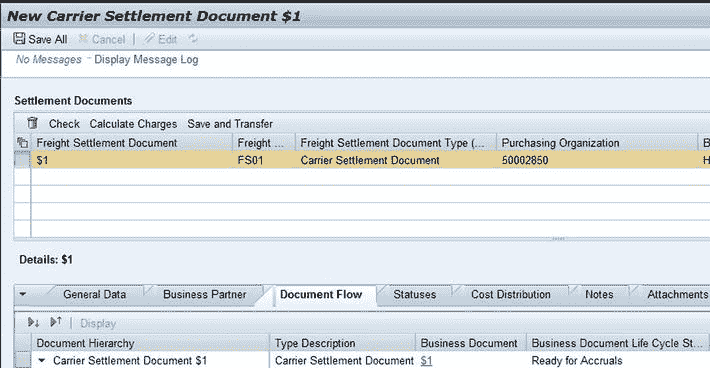 New Carrier Settlement Document $1
Save All Cancel Edit
No Messages - Display Message Log
Settlement Documents
Check Calculate Charges Save and Transfer
Freight Settlement Document Freight ... Freight Settlement Document Type (... Purchasing Organization B
$1 FS01 Carrier Settlement Document 50002850 H
Details: $1
General Data Business Partner Document Flow Statuses Cost Distribution Notes Attachments
Display
Document Hierarchy Type Description Business Document Business Document Life Cycle St...
Carrier Settlement Document $1 Carrier Settlement Document $1 Ready for Accruals